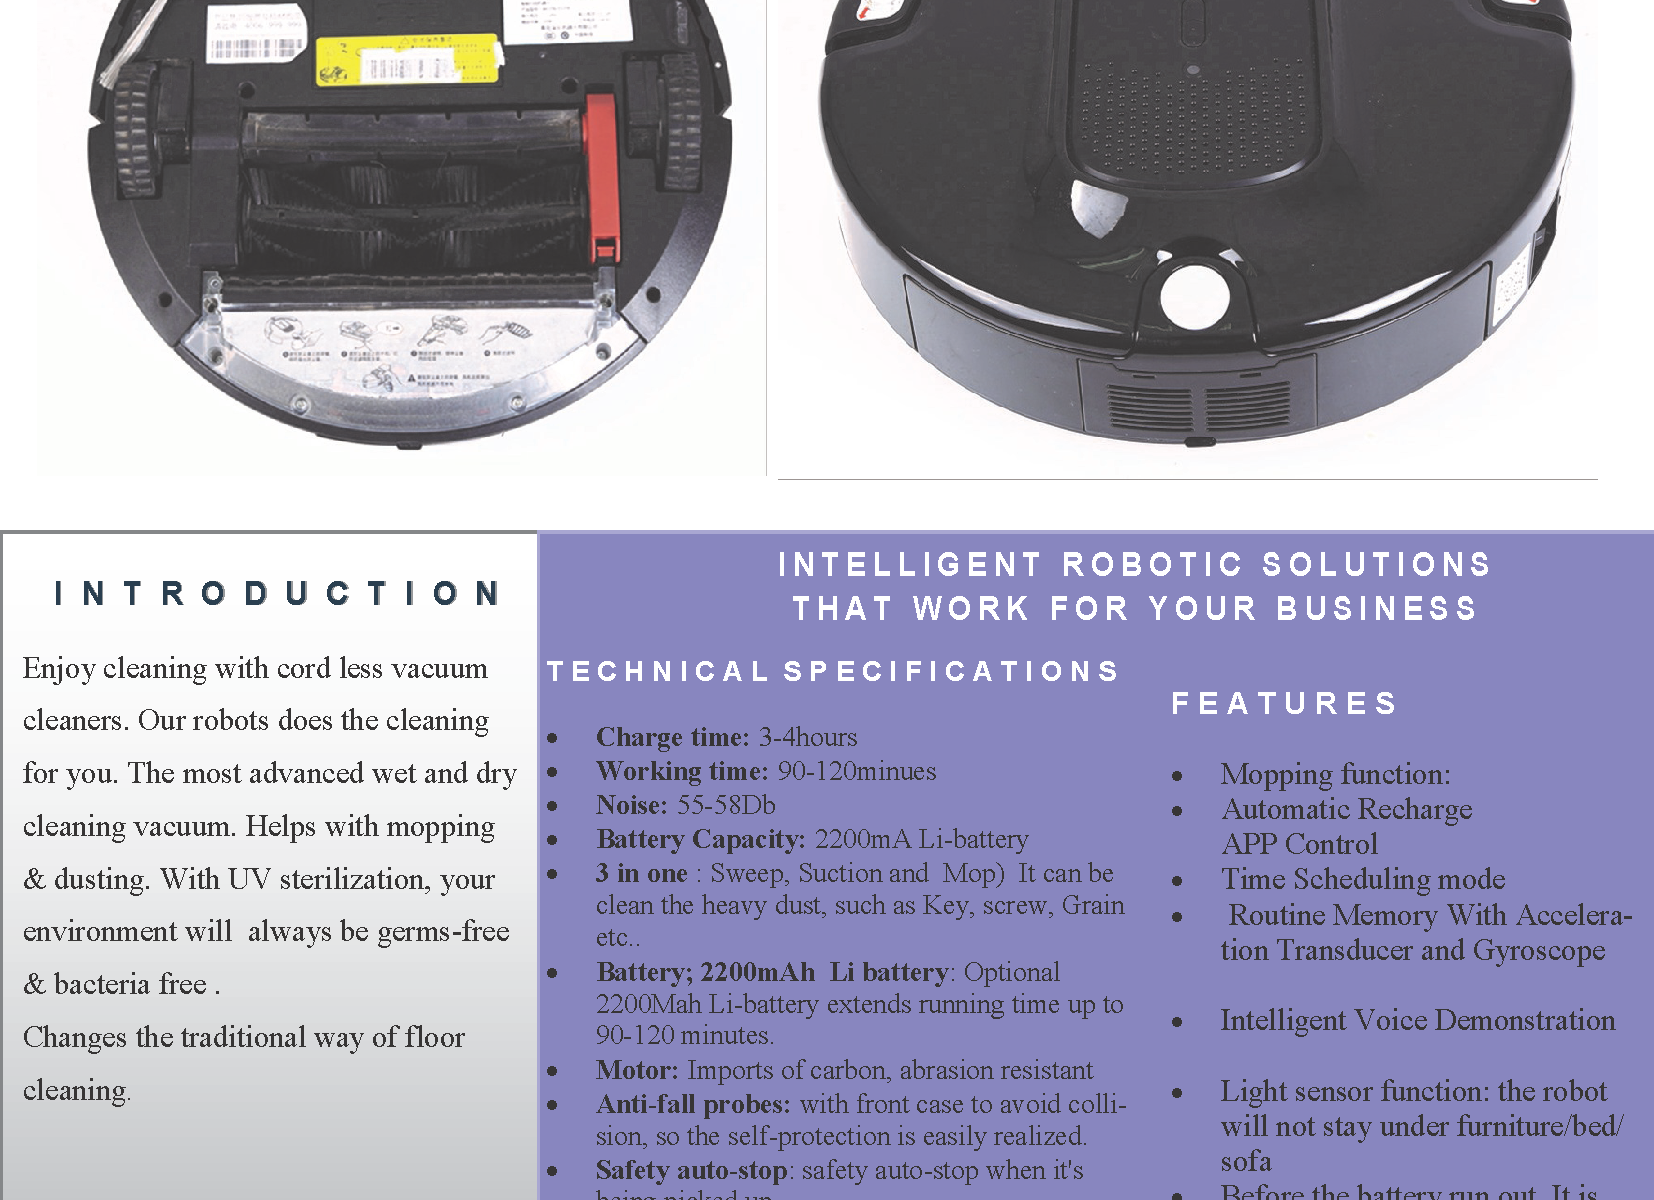 INTRODUCTION
Enjoy cleaning with cord less vacuum
cleaners. Our robots does the cleaning
for you. The most advanced wet and dry
cleaning vacuum. Helps with mopping
& dusting. With UV sterilization, your
environment will  always be germs-free
& bacteria free .
Changes the traditional way of floor
cleaning.
INTELLIGENT ROBOTIC SOLUTIONS
THAT WORK FOR YOUR BUSINESS
TECHNICAL SPECIFICATIONS
• Charge time: 3-4hours
• Working time: 90-120minues
• Noise: 55-58Db
• Battery Capacity: 2200mA Li-battery
• 3 in one : Sweep, Suction and  Mop)  It can be
clean the heavy dust, such as Key, screw, Grain
etc..
• Battery; 2200mAh  Li battery: Optional
2200Mah Li-battery extends running time up to
90-120 minutes.
• Motor: Imports of carbon, abrasion resistant
• Anti-fall probes: with front case to avoid colli-
sion, so the self-protection is easily realized.
• Safety auto-stop: safety auto-stop when it's
being picked up
FEATURES
• Mopping function:
• Automatic Recharge
APP Control
• Time Scheduling mode
• Routine Memory With Accelera-
tion Transducer and Gyroscope
• Intelligent Voice Demonstration
• Light sensor function: the robot
will not stay under furniture/bed/
sofa
• Before the battery run out, It is